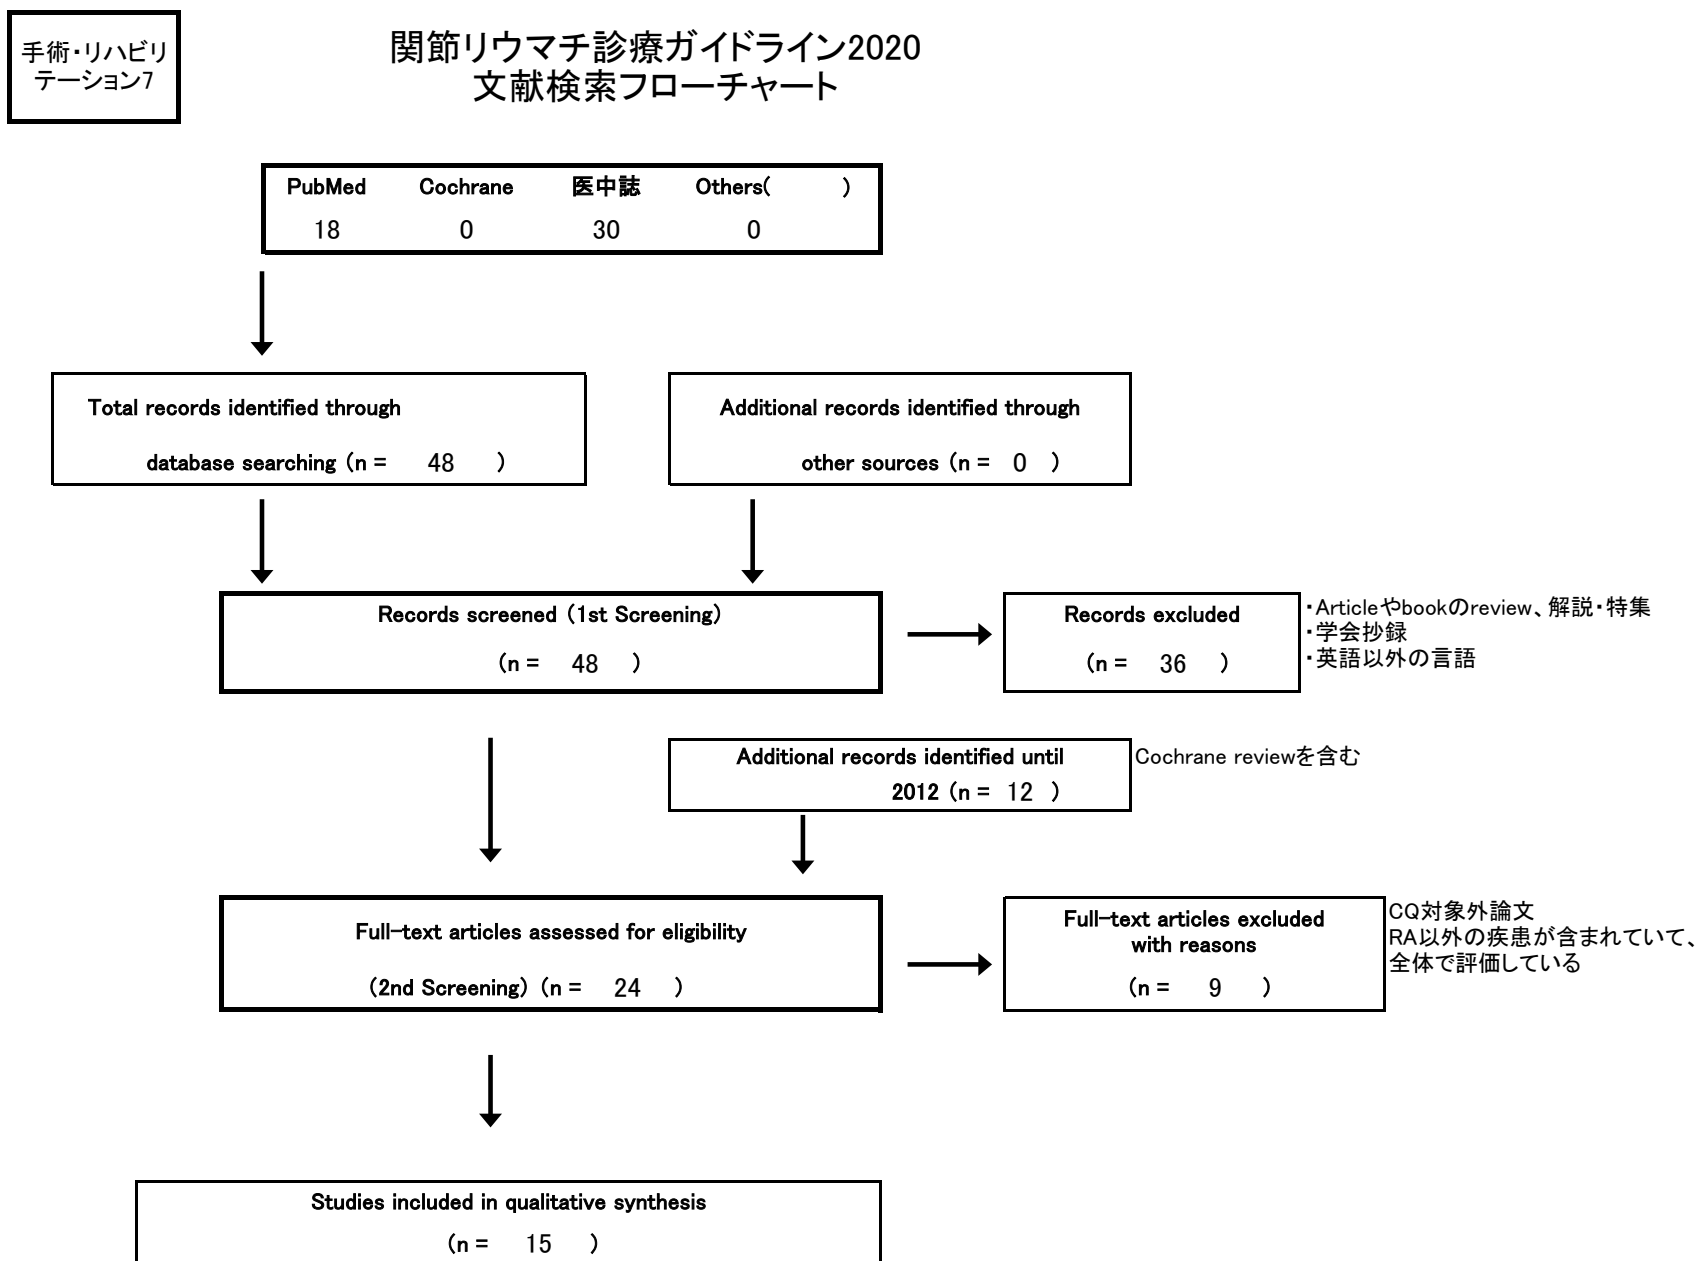 手術・リハビリ
テーション7
関節リウマチ診療ガイドライン2020
文献検索フローチャート
PubMed Cochrane 医中誌 Others( )
18 0 30 0
Total records identified through
database searching (n = 48 )
Additional records identified through
other sources (n = 0 )
Records screened (1st Screening)
(n = 48 )
Records excluded
(n = 36 )
・Articleやbookのreview、解説・特集
・学会抄録
・英語以外の言語
Additional records identified until
2012 (n = 12 )
Cochrane reviewを含む
Full-text articles assessed for eligibility
(2nd Screening) (n = 24 )
Full-text articles excluded
with reasons
(n = 9 )
CQ対象外論文
RA以外の疾患が含まれていて、
全体で評価している
Studies included in qualitative synthesis
(n = 15 )